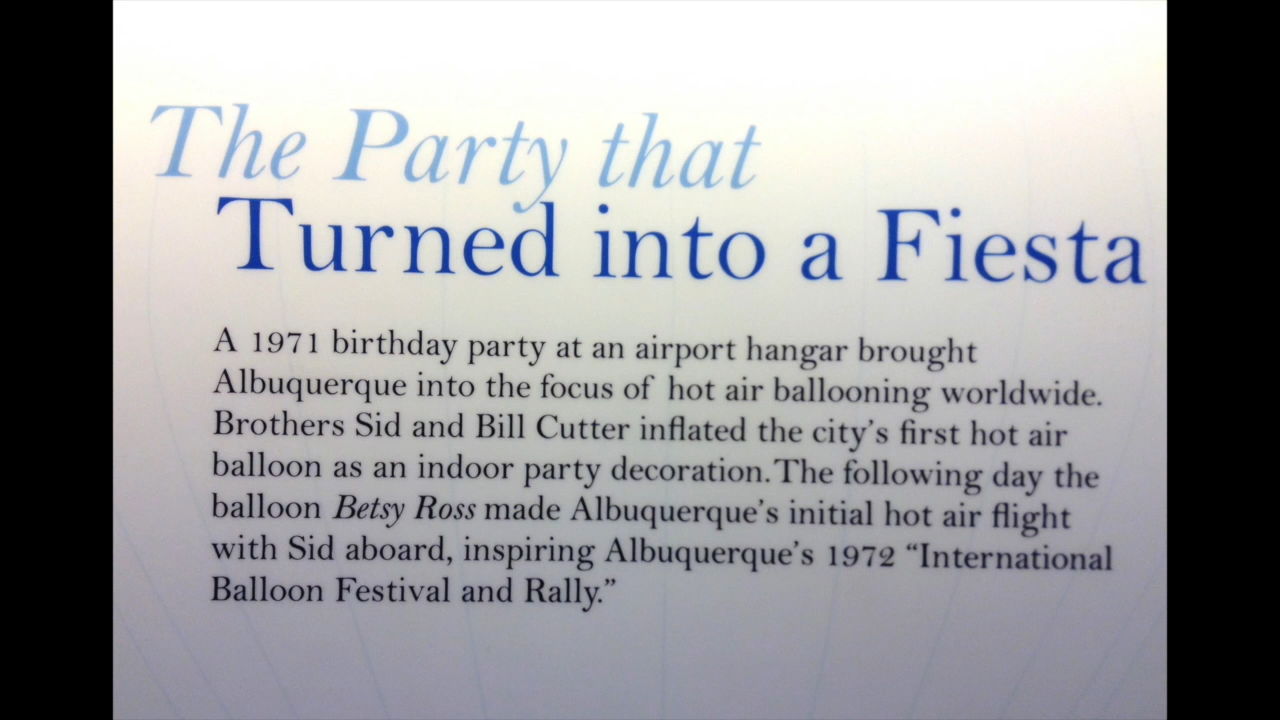 The Party that
Turned into a Fiesta
A 1971 birthday party at an airport hangar brought
Albuquerque into the focus of hot air ballooning worldwide.
Brothers Sid and Bill Cutter inflated the city’s first hot air
balloon as an indoor party decoration. The following day the
balloon Betsy Ross made Albuquerque’s initial hot air flight
with Sid aboard, inspiring Albuquerque’s 1972 “International
Balloon Festival and Rally.”